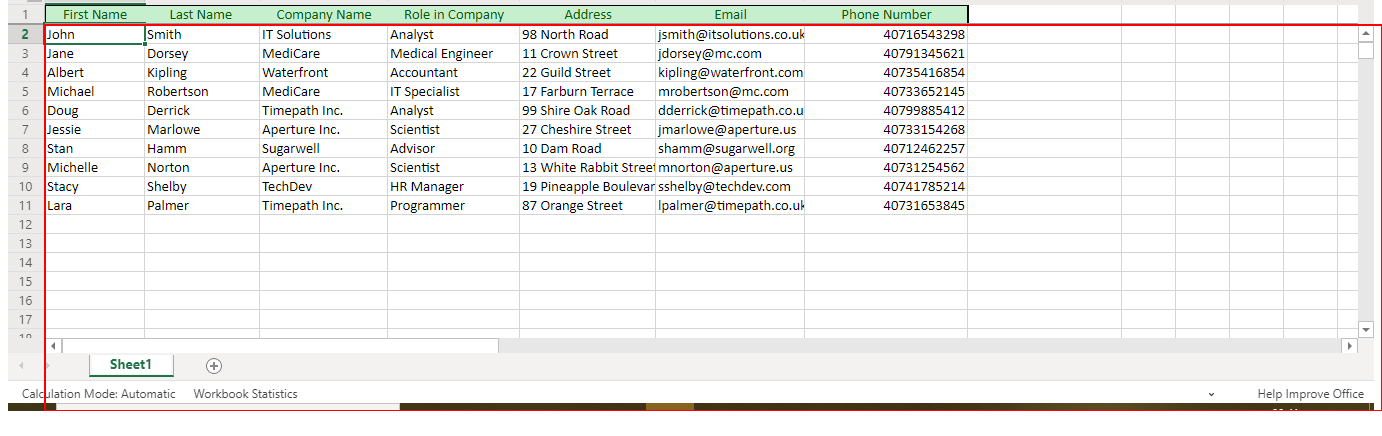 1 First Name Last Name Company Name Role in Company Address Email Phone Number
2 John Smith IT Solutions Analyst 98 North Road jsmith@itsolutions.co.uk 40716543298
3 Jane Dorsey MediCare Medical Engineer 11 Crown Street jdorsey@mc.com 40791345621
4 Albert Kipling Waterfront Accountant 22 Guild Street kipling@waterfront.com 40735416854
5 Michael Robertson MediCare IT Specialist 17 Farburn Terrace mrobertson@mc.com 40733652145
6 Doug Derrick Timepath Inc. Analyst 99 Shire Oak Road dderrick@timepath.co.u 40799885412
7 Jessie Marlowe Aperture Inc. Scientist 27 Cheshire Street jmarlowe@aperture.us 40733154268
8 Stan Hamm Sugarwell Advisor 10 Dam Road shamm@sugarwell.org 40712462257
9 Michelle Norton Aperture Inc. Scientist 13 White Rabbit Street mnorton@aperture.us 40731254562
10 Stacy Shelby TechDev HR Manager 19 Pineapple Boulevar sshelby@techdev.com 40741785214
11 Lara Palmer Timepath Inc. Programmer 87 Orange Street lpalmer@timepath.co.uk 40731653845
12
13
14
15
16
17
Sheet1
Calculation Mode: Automatic Workbook Statistics Help Improve Office